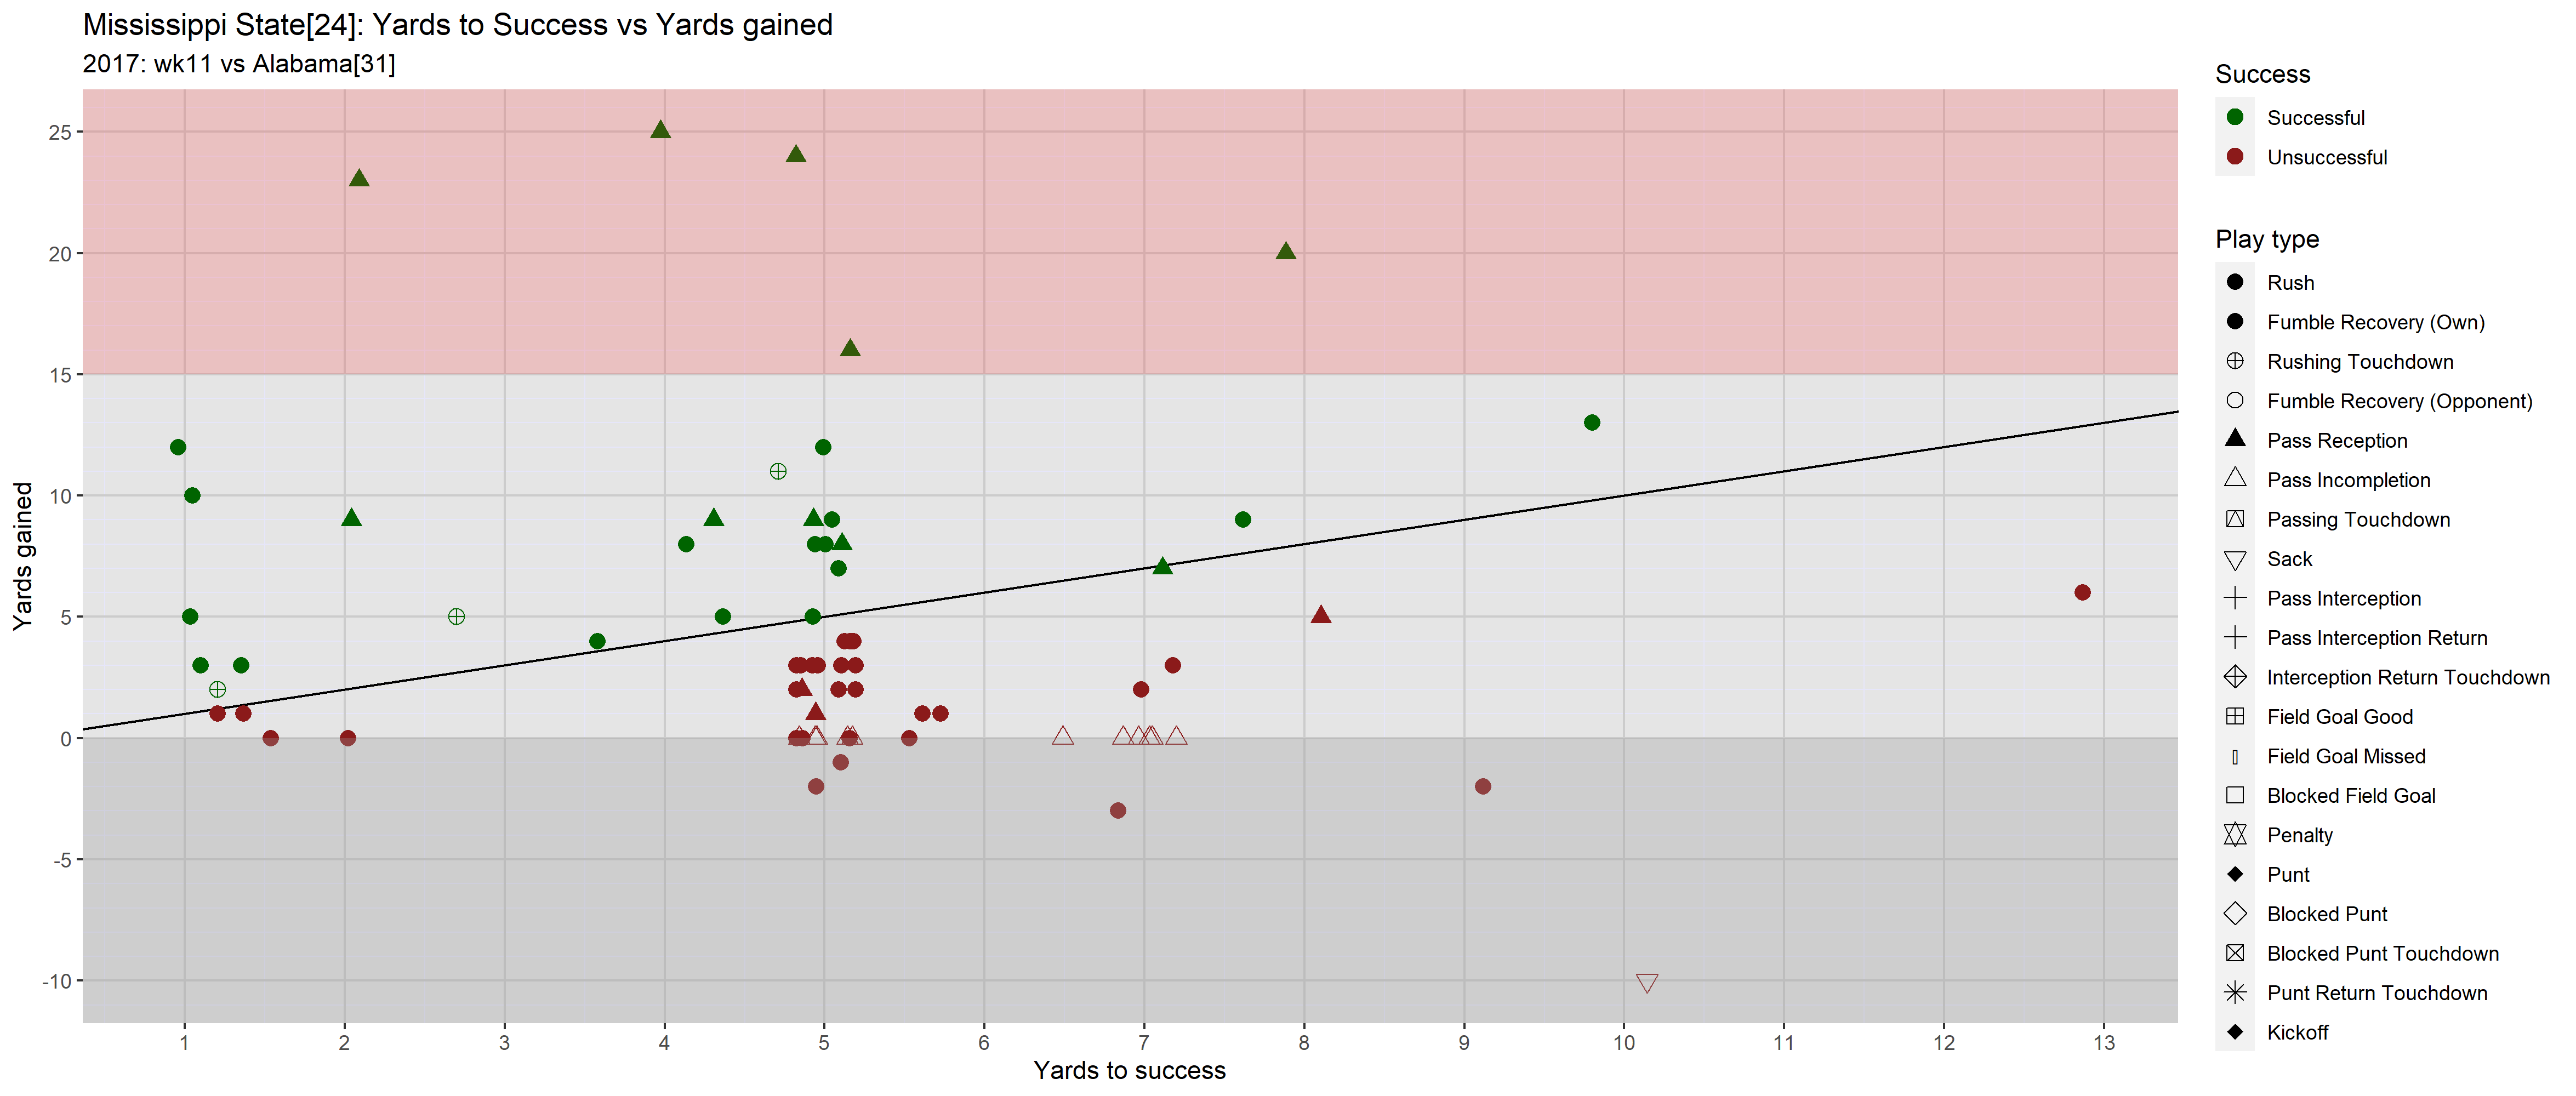 Mississippi State[24]: Yards to Success vs Yards gained
2017: wk11 vs Alabama[31]
Yards gained
25
20
15
10
5
0
-5
-10
1 2 3 4 5 6 7 8 9 10 11 12 13
Yards to success
Success
Successful
Unsuccessful
Play type
Rush
Fumble Recovery (Own)
Rushing Touchdown
Fumble Recovery (Opponent)
Pass Reception
Pass Incompletion
Passing Touchdown
Sack
Pass Interception
Pass Interception Return
Interception Return Touchdown
Field Goal Good
Field Goal Missed
Blocked Field Goal
Penalty
Punt
Blocked Punt
Blocked Punt Touchdown
Punt Return Touchdown
Kickoff